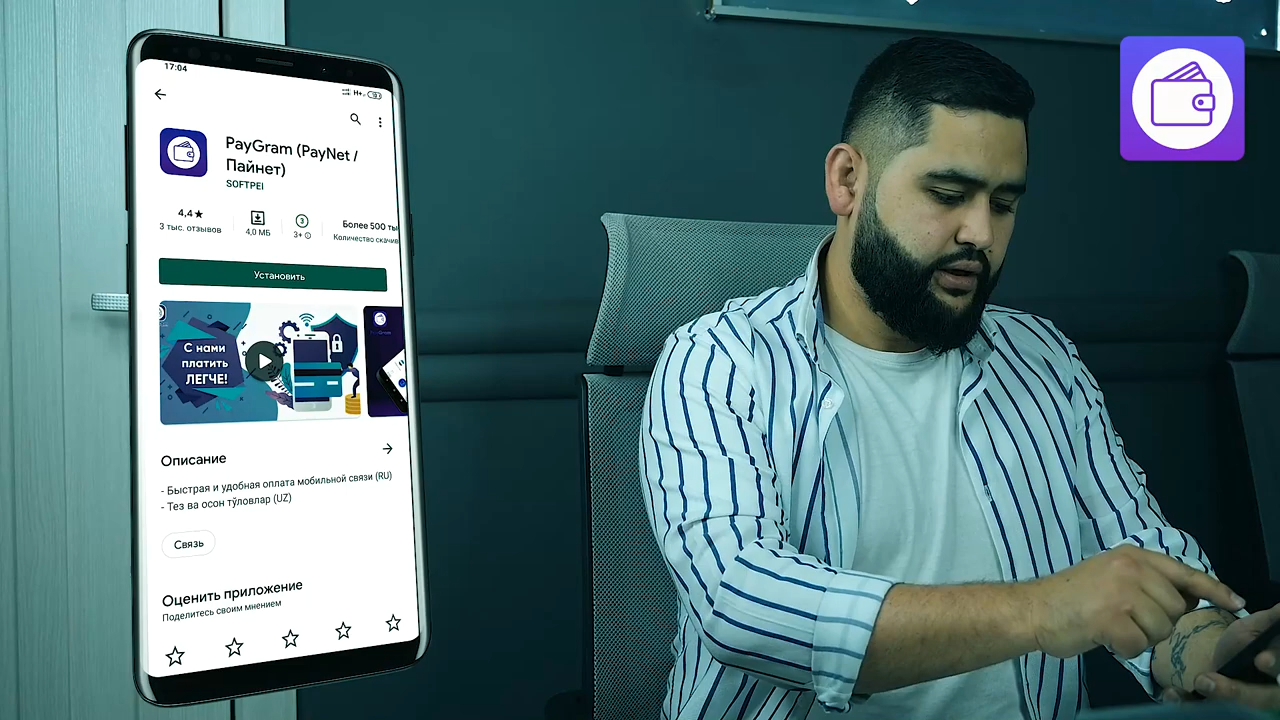 17:04
H+
PayGram (PayNet /
Пайнет)
SOFTPEI
4,4★
3 тыс. отзывов
4,0 МБ
3
3+
Более 500 ты
Количество скачив
Установить
С нами
платить
ЛЕГЧЕ!
Описание
- Быстрая и удобная оплата мобильной связи (RU)
- Тез ва осон тўловлар (UZ)
Связь
Оценить приложение
Поделитесь своим мнением